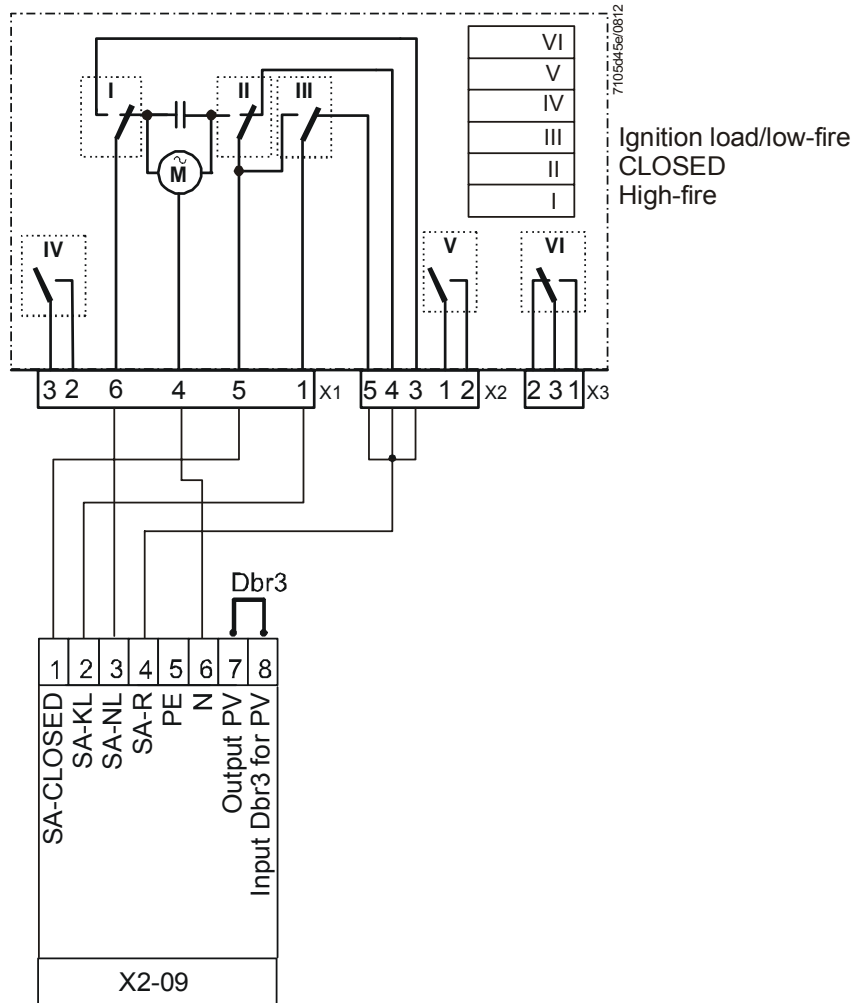 7105d45e/0812
VI
V
IV
III Ignition load/low-fire
II CLOSED
I High-fire
I II III
M
~
IV V VI
3 2 6 4 5 1 X1 5 4 3 1 2 X2 2 3 1 X3
Dbr3
1 2 3 4 5 6 7 8
SA-CLOSED
SA-KL
SA-NL
SA-R
PE
N
Output PV
Input Dbr3 for PV
X2-09